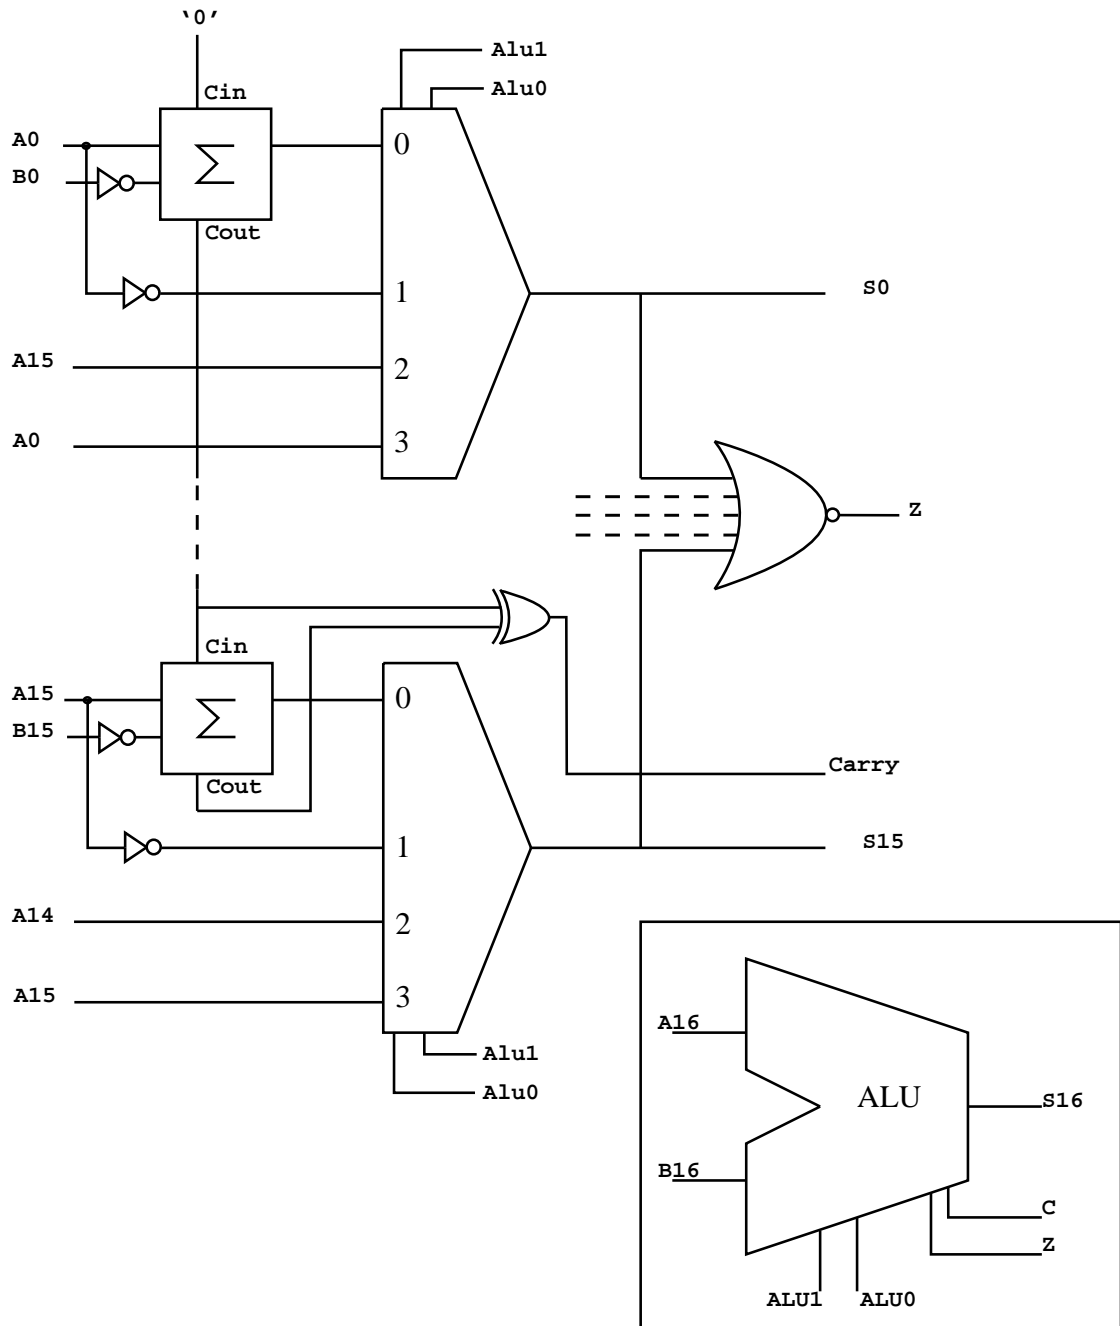 ‘0’
Alu1
Alu0
Cin
A0
Σ
0
B0
Cout
1
S0
A15
2
A0
3
Z
Cin
A15
Σ
0
B15
Carry
Cout
1
S15
A14
2
A15
3
Alu1
Alu0
A16
ALU
S16
B16
C
Z
ALU1
ALU0